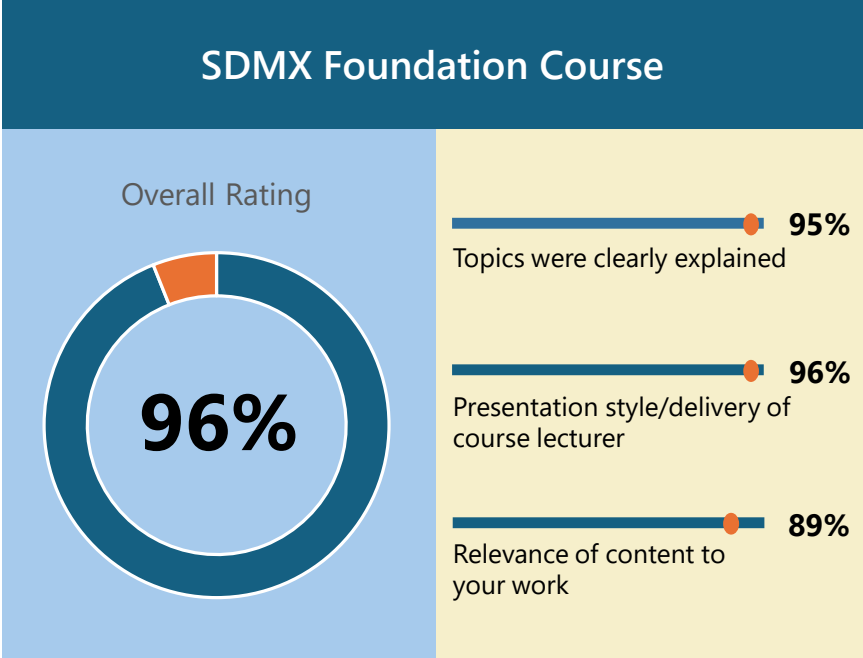 SDMX Foundation Course
Overall Rating
96%
95%
Topics were clearly explained
96%
Presentation style/delivery of
course lecturer
89%
Relevance of content to
your work